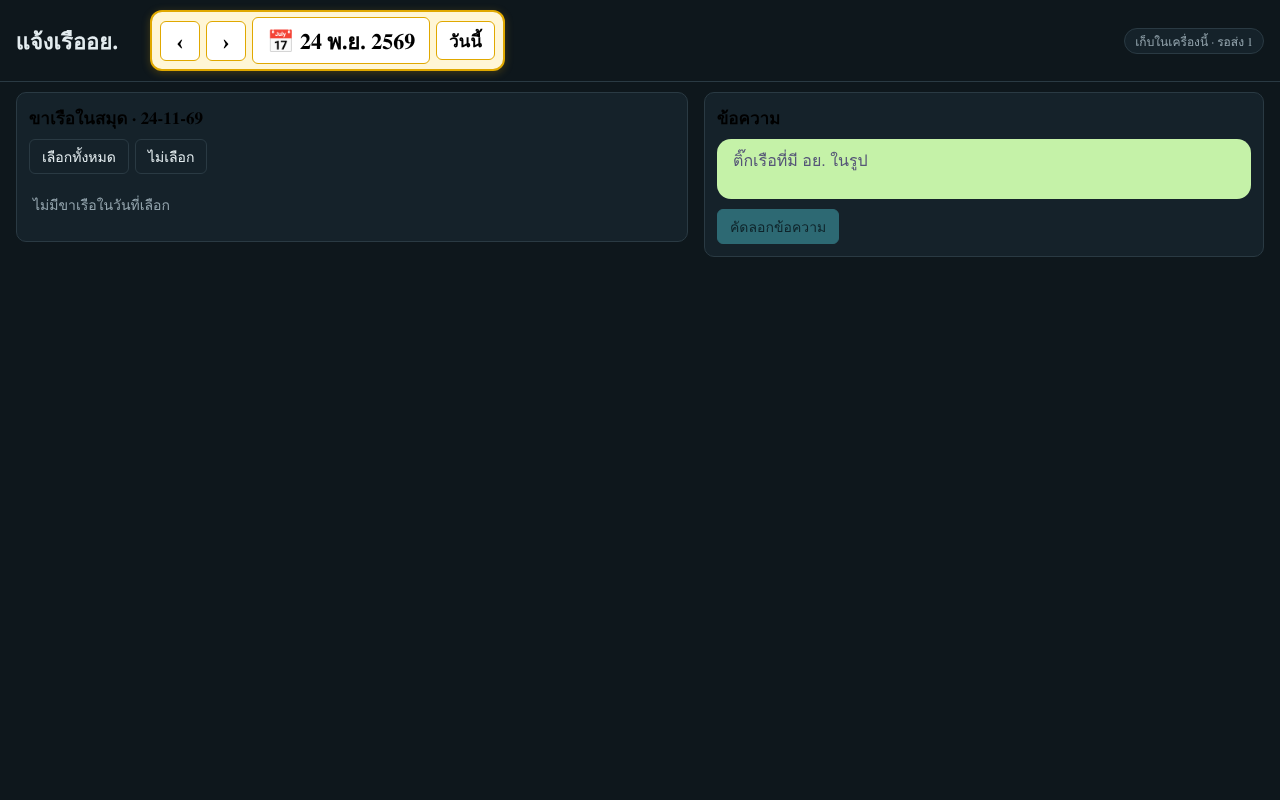 แจ้งเรืออย.
‹ › 📅 24 พ.ย. 2569 วันนี้
เก็บในเครื่องนี้ · รอส่ง 1
ขาเรือในสมุด · 24-11-69
เลือกทั้งหมด ไม่เลือก
ไม่มีขาเรือในวันที่เลือก
ข้อความ
ติ๊กเรือที่มี อย. ในรูป
คัดลอกข้อความ